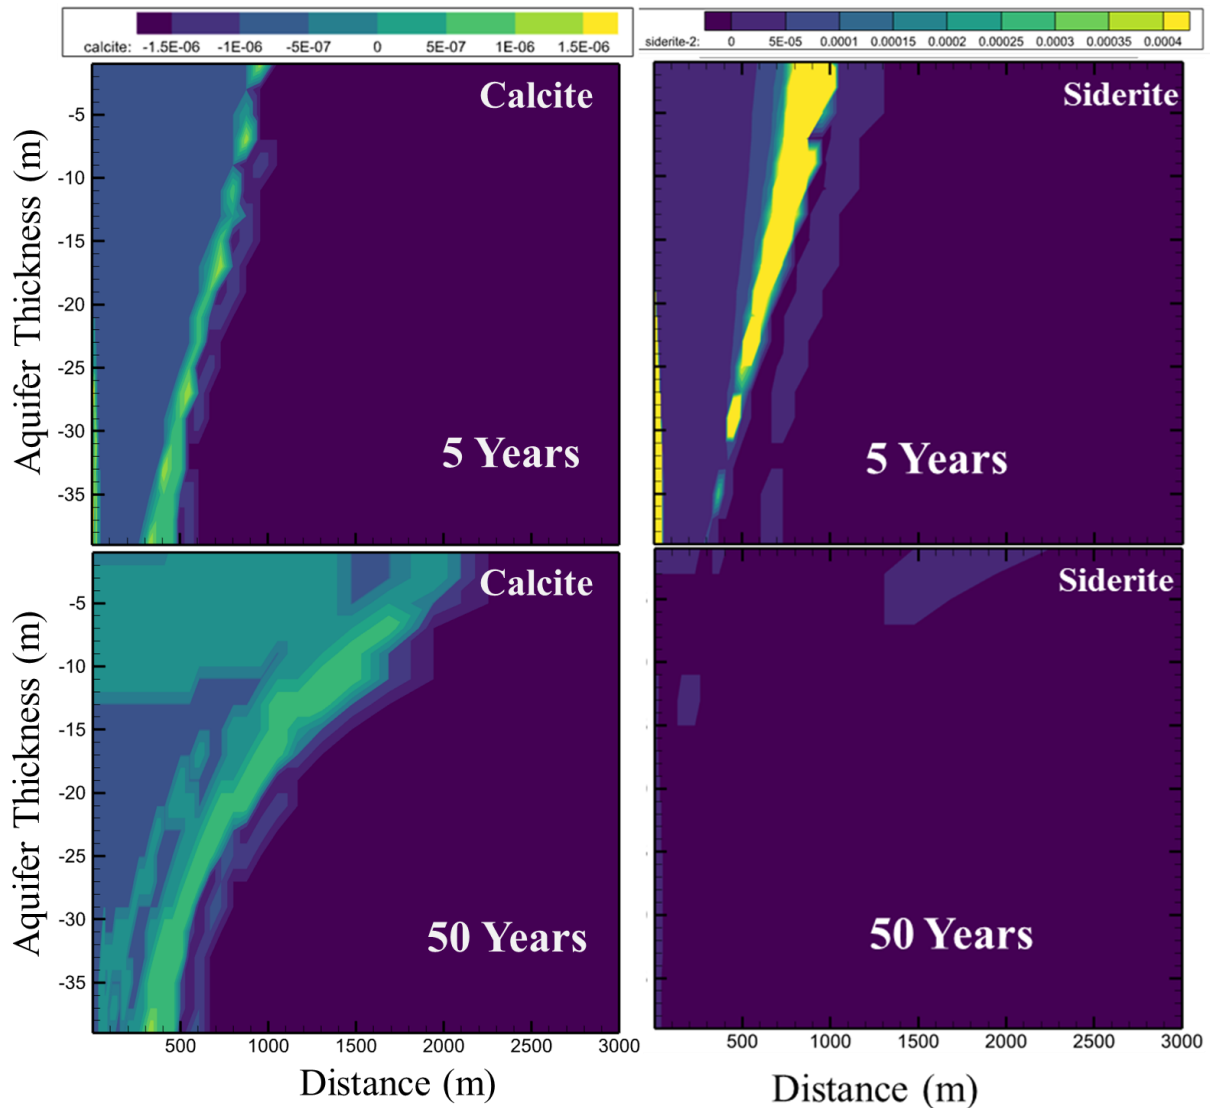 calcite: -1.5E-06 -1E-06 -5E-07 0 5E-07 1E-06 1.5E-06
siderite-2: 0 5E-05 0.0001 0.00015 0.0002 0.00025 0.0003 0.00035 0.0004
Calcite
5 Years
Aquifer Thickness (m)
-5
-10
-15
-20
-25
-30
-35
Siderite
5 Years
Calcite
50 Years
Aquifer Thickness (m)
-5
-10
-15
-20
-25
-30
-35
500 1000 1500 2000 2500 3000
Distance (m)
Siderite
50 Years
500 1000 1500 2000 2500 3000
Distance (m)